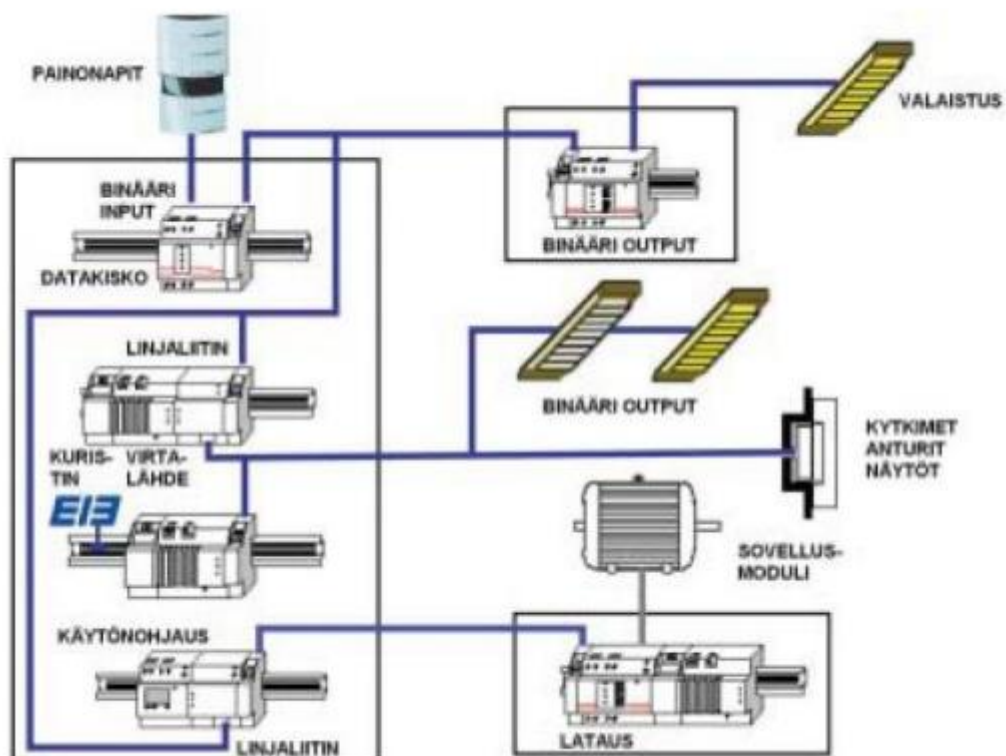 PAINONAPIT
VALAISTUS
BINÄÄRI
INPUT
BINÄÄRI OUTPUT
DATAKISKO
LINJALIITIN
BINÄÄRI OUTPUT
KYTKIMET
ANTURIT
NÄYTÖT
KURIS-
TIN
VIRTA-
LÄHDE
EIB
SOVELLUS-
MODULI
KÄYTÖNOHJAUS
LINJALIITIN
LATAUS